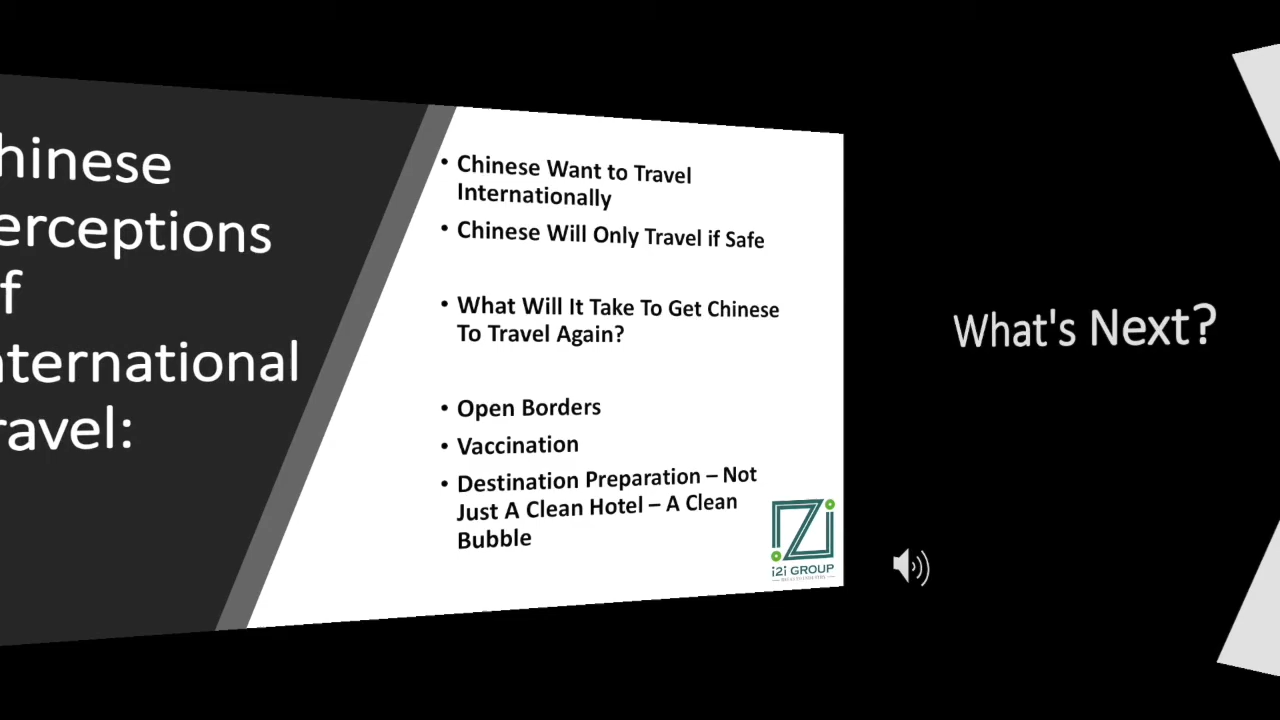 hinese
erceptions
f
nternational
ravel:
• Chinese Want to Travel
Internationally
• Chinese Will Only Travel if Safe
• What Will It Take To Get Chinese
To Travel Again?
• Open Borders
• Vaccination
• Destination Preparation – Not
Just A Clean Hotel – A Clean
Bubble
i2i
i2i GROUP
What's Next?